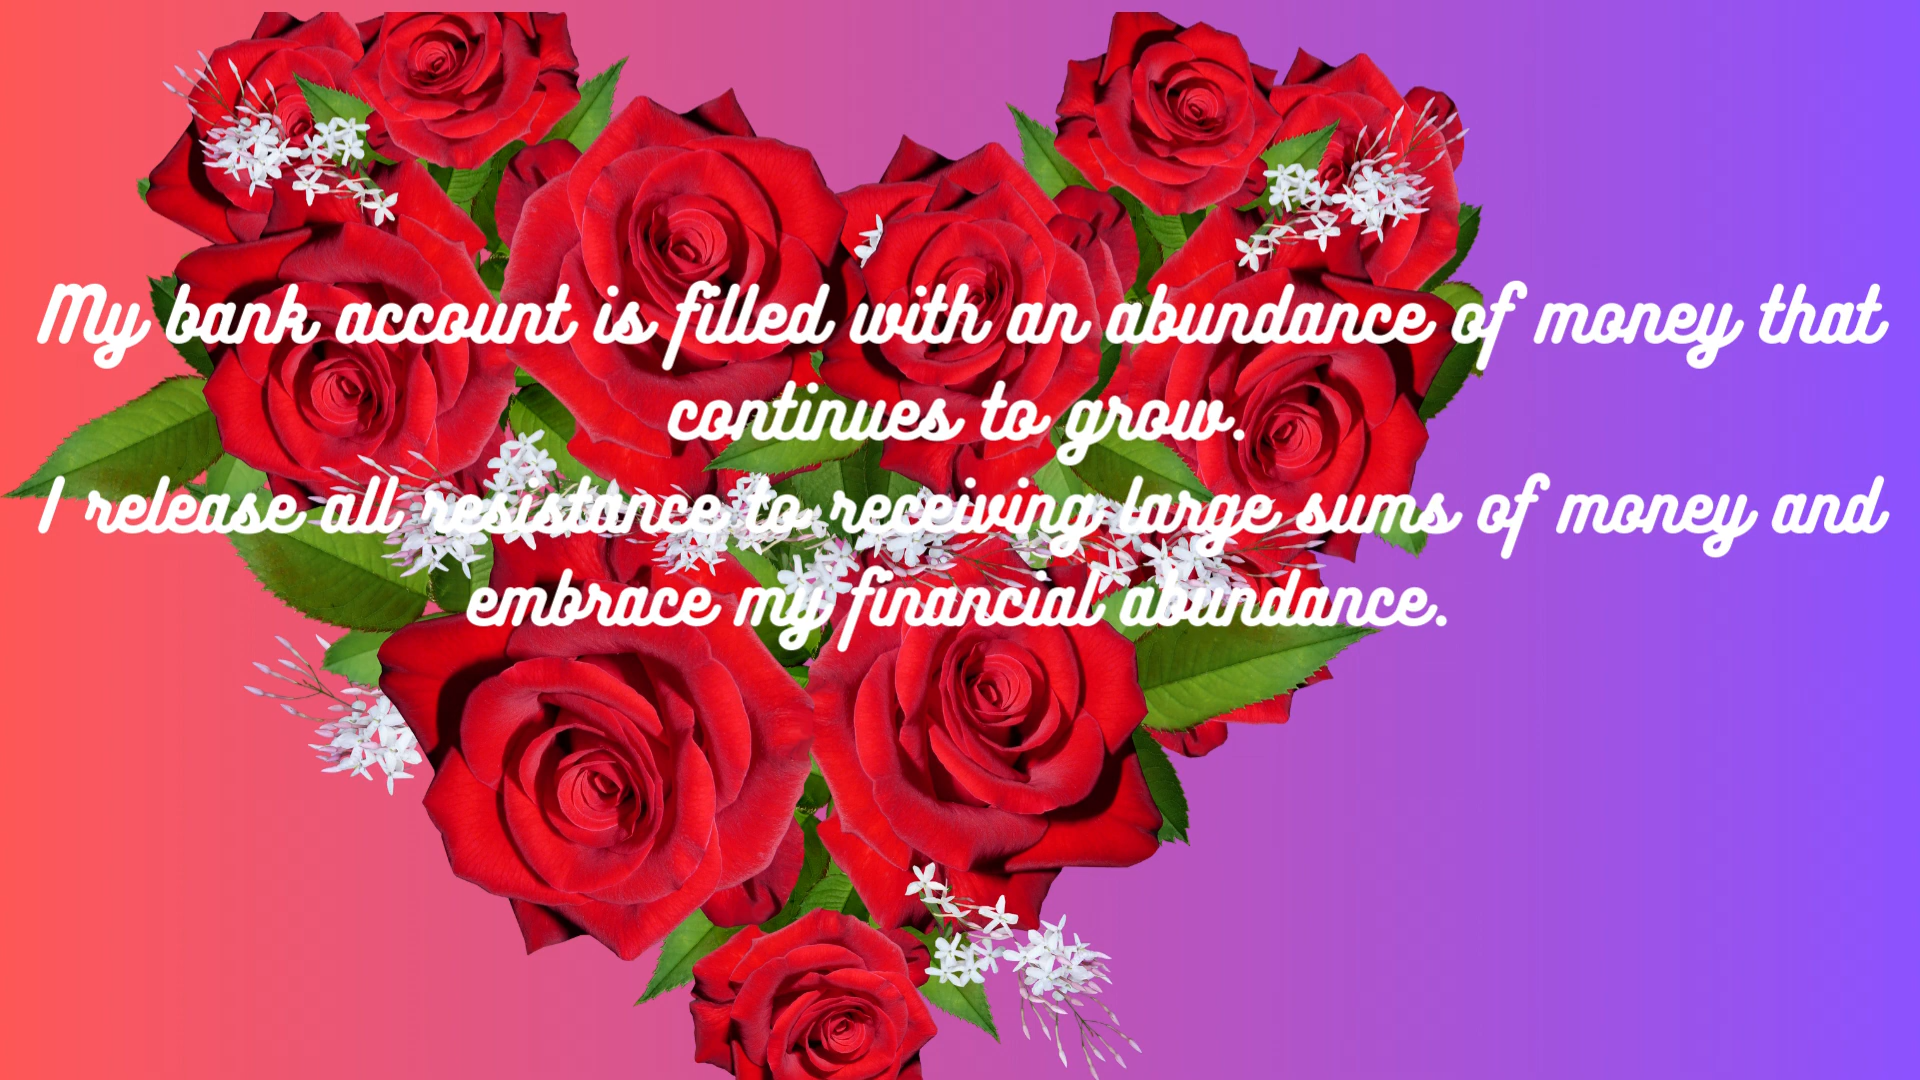 My bank account is filled with an abundance of money that
continues to grow.
I release all resistance to receiving large sums of money and
embrace my financial abundance.